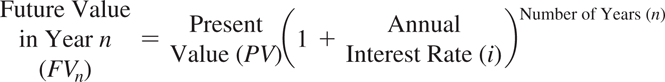 Future Value
in Year n
(FVₙ)
=
Present
Value (PV)
(1 +
Annual
Interest Rate (i)
)
Number of Years (n)